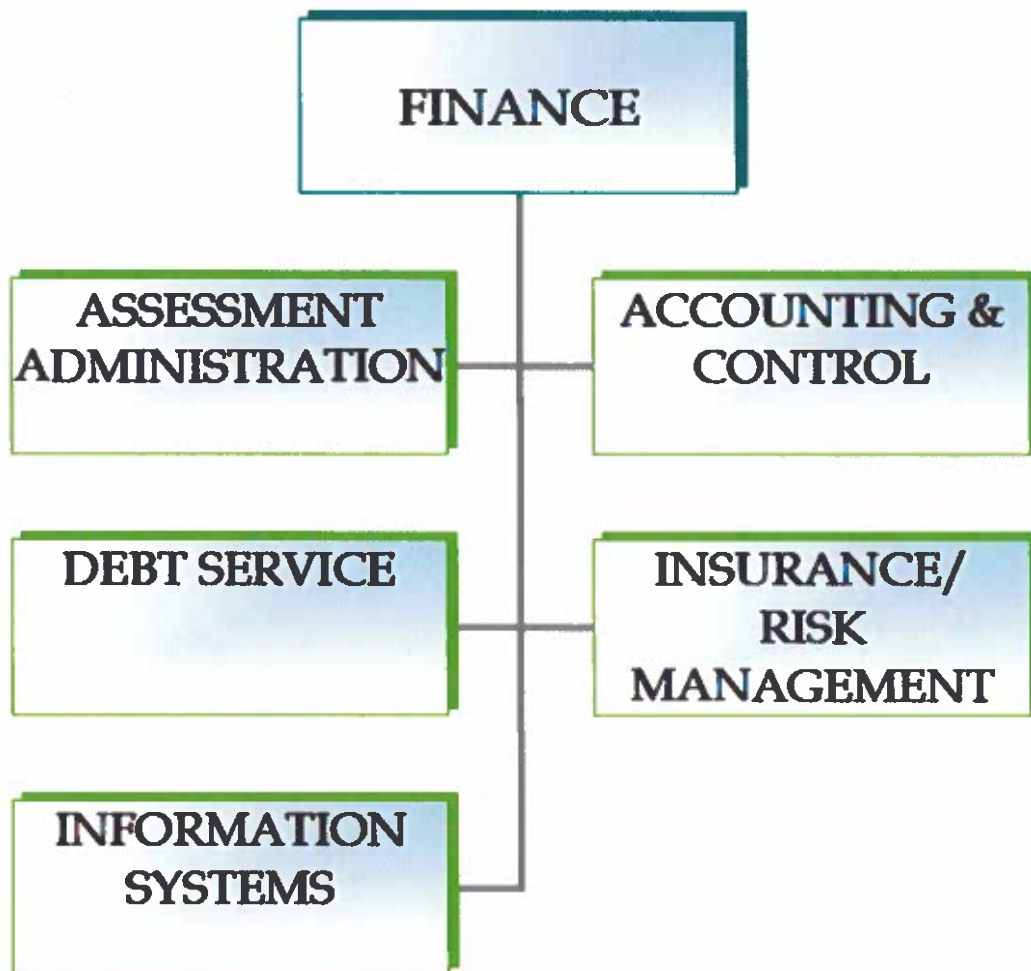 FINANCE
ASSESSMENT
ADMINISTRATION
ACCOUNTING &
CONTROL
DEBT SERVICE
INSURANCE/
RISK
MANAGEMENT
INFORMATION
SYSTEMS